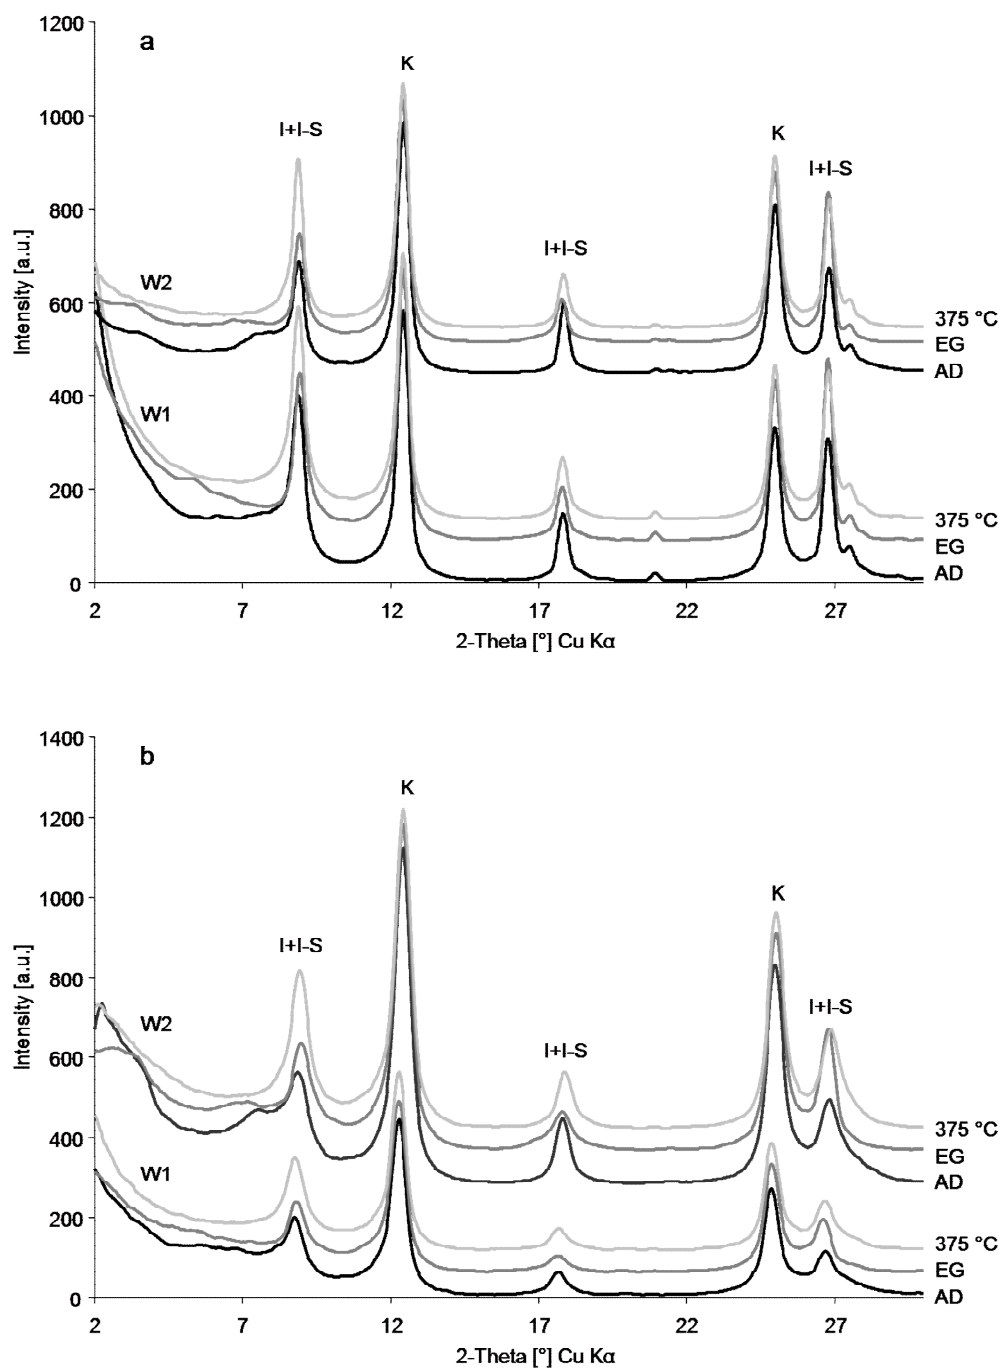 1200
a
K
1000
I+I-S
K
I+I-S
800
Intensity [a.u.]
I+I-S
W2
600
375 °C
EG
AD
W1
400
200
375 °C
EG
AD
0
2 7 12 17 22 27
2-Theta [°] Cu Kα
1400
b
K
1200
1000
I+I-S
K
Intensity [a.u.]
800
I+I-S
W2
I+I-S
600
400
375 °C
EG
AD
W1
200
375 °C
EG
AD
0
2 7 12 17 22 27
2-Theta [°] Cu Kα